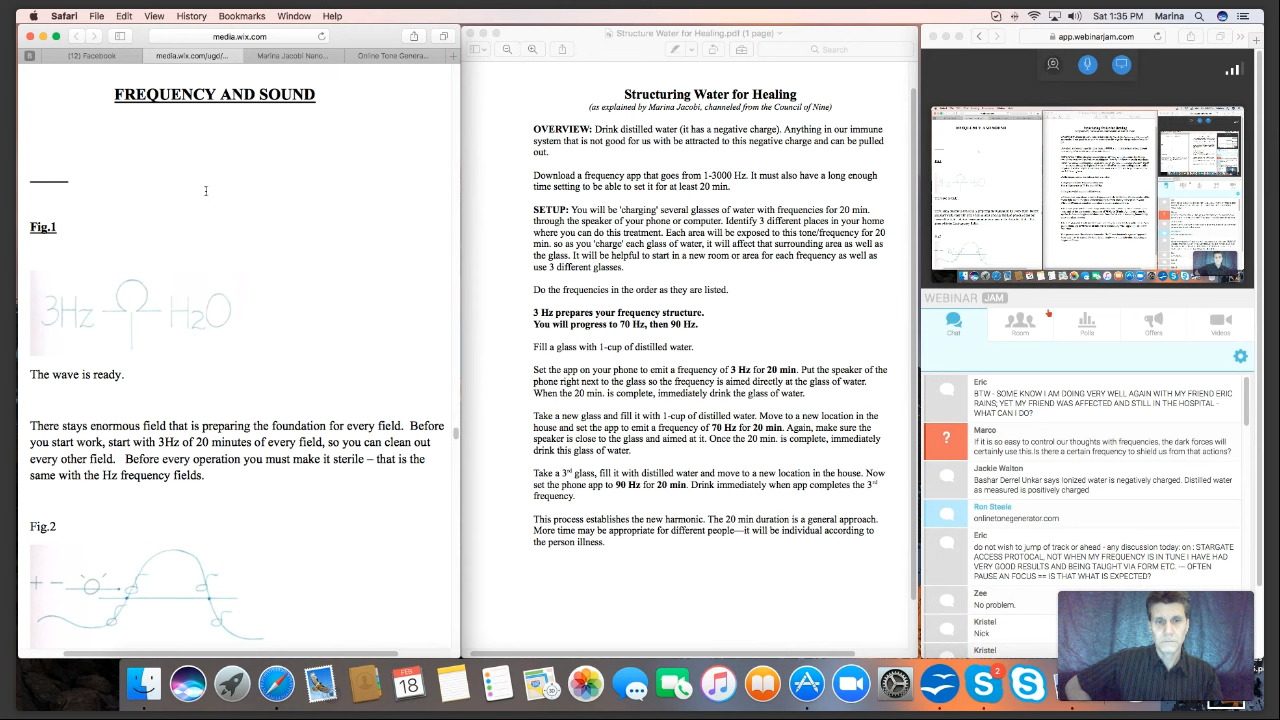 Safari File Edit View History Bookmarks Window Help
Sat 1:35 PM Marina
media.wix.com
(12) Facebook
media.wix.com/ugd/...
Marina Jacobi Nano...
Online Tone Genera...
FREQUENCY AND SOUND
Fig.1
3Hz H2O
The wave is ready.
There stays enormous field that is preparing the foundation for every field. Before
you start work, start with 3Hz of 20 minutes of every field, so you can clean out
every other field. Before every operation you must make it sterile – that is the
same with the Hz frequency fields.
Fig.2
Structure Water for Healing.pdf (1 page)
Search
Structuring Water for Healing
(as explained by Marina Jacobi, channeled from the Council of Nine)
OVERVIEW: Drink distilled water (it has a negative charge). Anything in our immune
system that is not good for us with be attracted to this negative charge and can be pulled
out.
Download a frequency app that goes from 1-3000 Hz. It must also have a long enough
time setting to be able to set it for at least 20 min.
SETUP: You will be 'charging' several glasses of water with frequencies for 20 min.
through the speaker of your phone or computer. Identify 3 different places in your home
where you can do this treatment. Each area will be exposed to this tone/frequency for 20
min. so as you 'charge' each glass of water, it will affect that surrounding area as well as
the glass. It will be helpful to start in a new room or area for each frequency as well as
use 3 different glasses.
Do the frequencies in the order as they are listed.
3 Hz prepares your frequency structure.
You will progress to 70 Hz, then 90 Hz.
Fill a glass with 1-cup of distilled water.
Set the app on your phone to emit a frequency of 3 Hz for 20 min. Put the speaker of the
phone right next to the glass so the frequency is aimed directly at the glass of water.
When the 20 min. is complete, immediately drink the glass of water.
Take a new glass and fill it with 1-cup of distilled water. Move to a new location in the
house and set the app to emit a frequency of 70 Hz for 20 min. Again, make sure the
speaker is close to the glass and aimed at it. Once the 20 min. is complete, immediately
drink this glass of water.
Take a 3rd glass, fill it with distilled water and move to a new location in the house. Now
set the phone app to 90 Hz for 20 min. Drink immediately when app completes the 3rd
frequency.
This process establishes the new harmonic. The 20 min duration is a general approach.
More time may be appropriate for different people—it will be individual according to
the person illness.
app.webinarjam.com
WEBINAR JAM
Chat Room Polls Offers Videos
Eric
BTW - SOME KNOW I AM DOING VERY WELL AGAIN WITH MY FRIEND ERIC
RAINS; YET MY FRIEND WAS AFFECTED AND STILL IN THE HOSPITAL -
WHAT CAN I DO?
Marco
If it is so easy to control our thoughts with frequencies, the dark forces will
certainly use this.Is there a certain frequency to shield us from that actions?
Jackie Walton
Bashar Derrel Unkar says Ionized water is negatively charged. Distilled water
as measured is positively charged
Ron Steele
onlinetonegenerator.com
Eric
do not wish to jump of track or ahead - any discussion today: on ; STARGATE
ACCESS PROTOCAL, NOT WHEN MY FREQUENCY IS IN TUNE I HAVE HAD
VERY GOOD RESULTS AND BEING TAUGHT VIA FORM ETC. --- OFTEN
PAUSE AN FOCUS == IS THAT WHAT IS EXPECTED?
Zee
No problem.
Kristel
Nick
Kristel
FEB
18
2